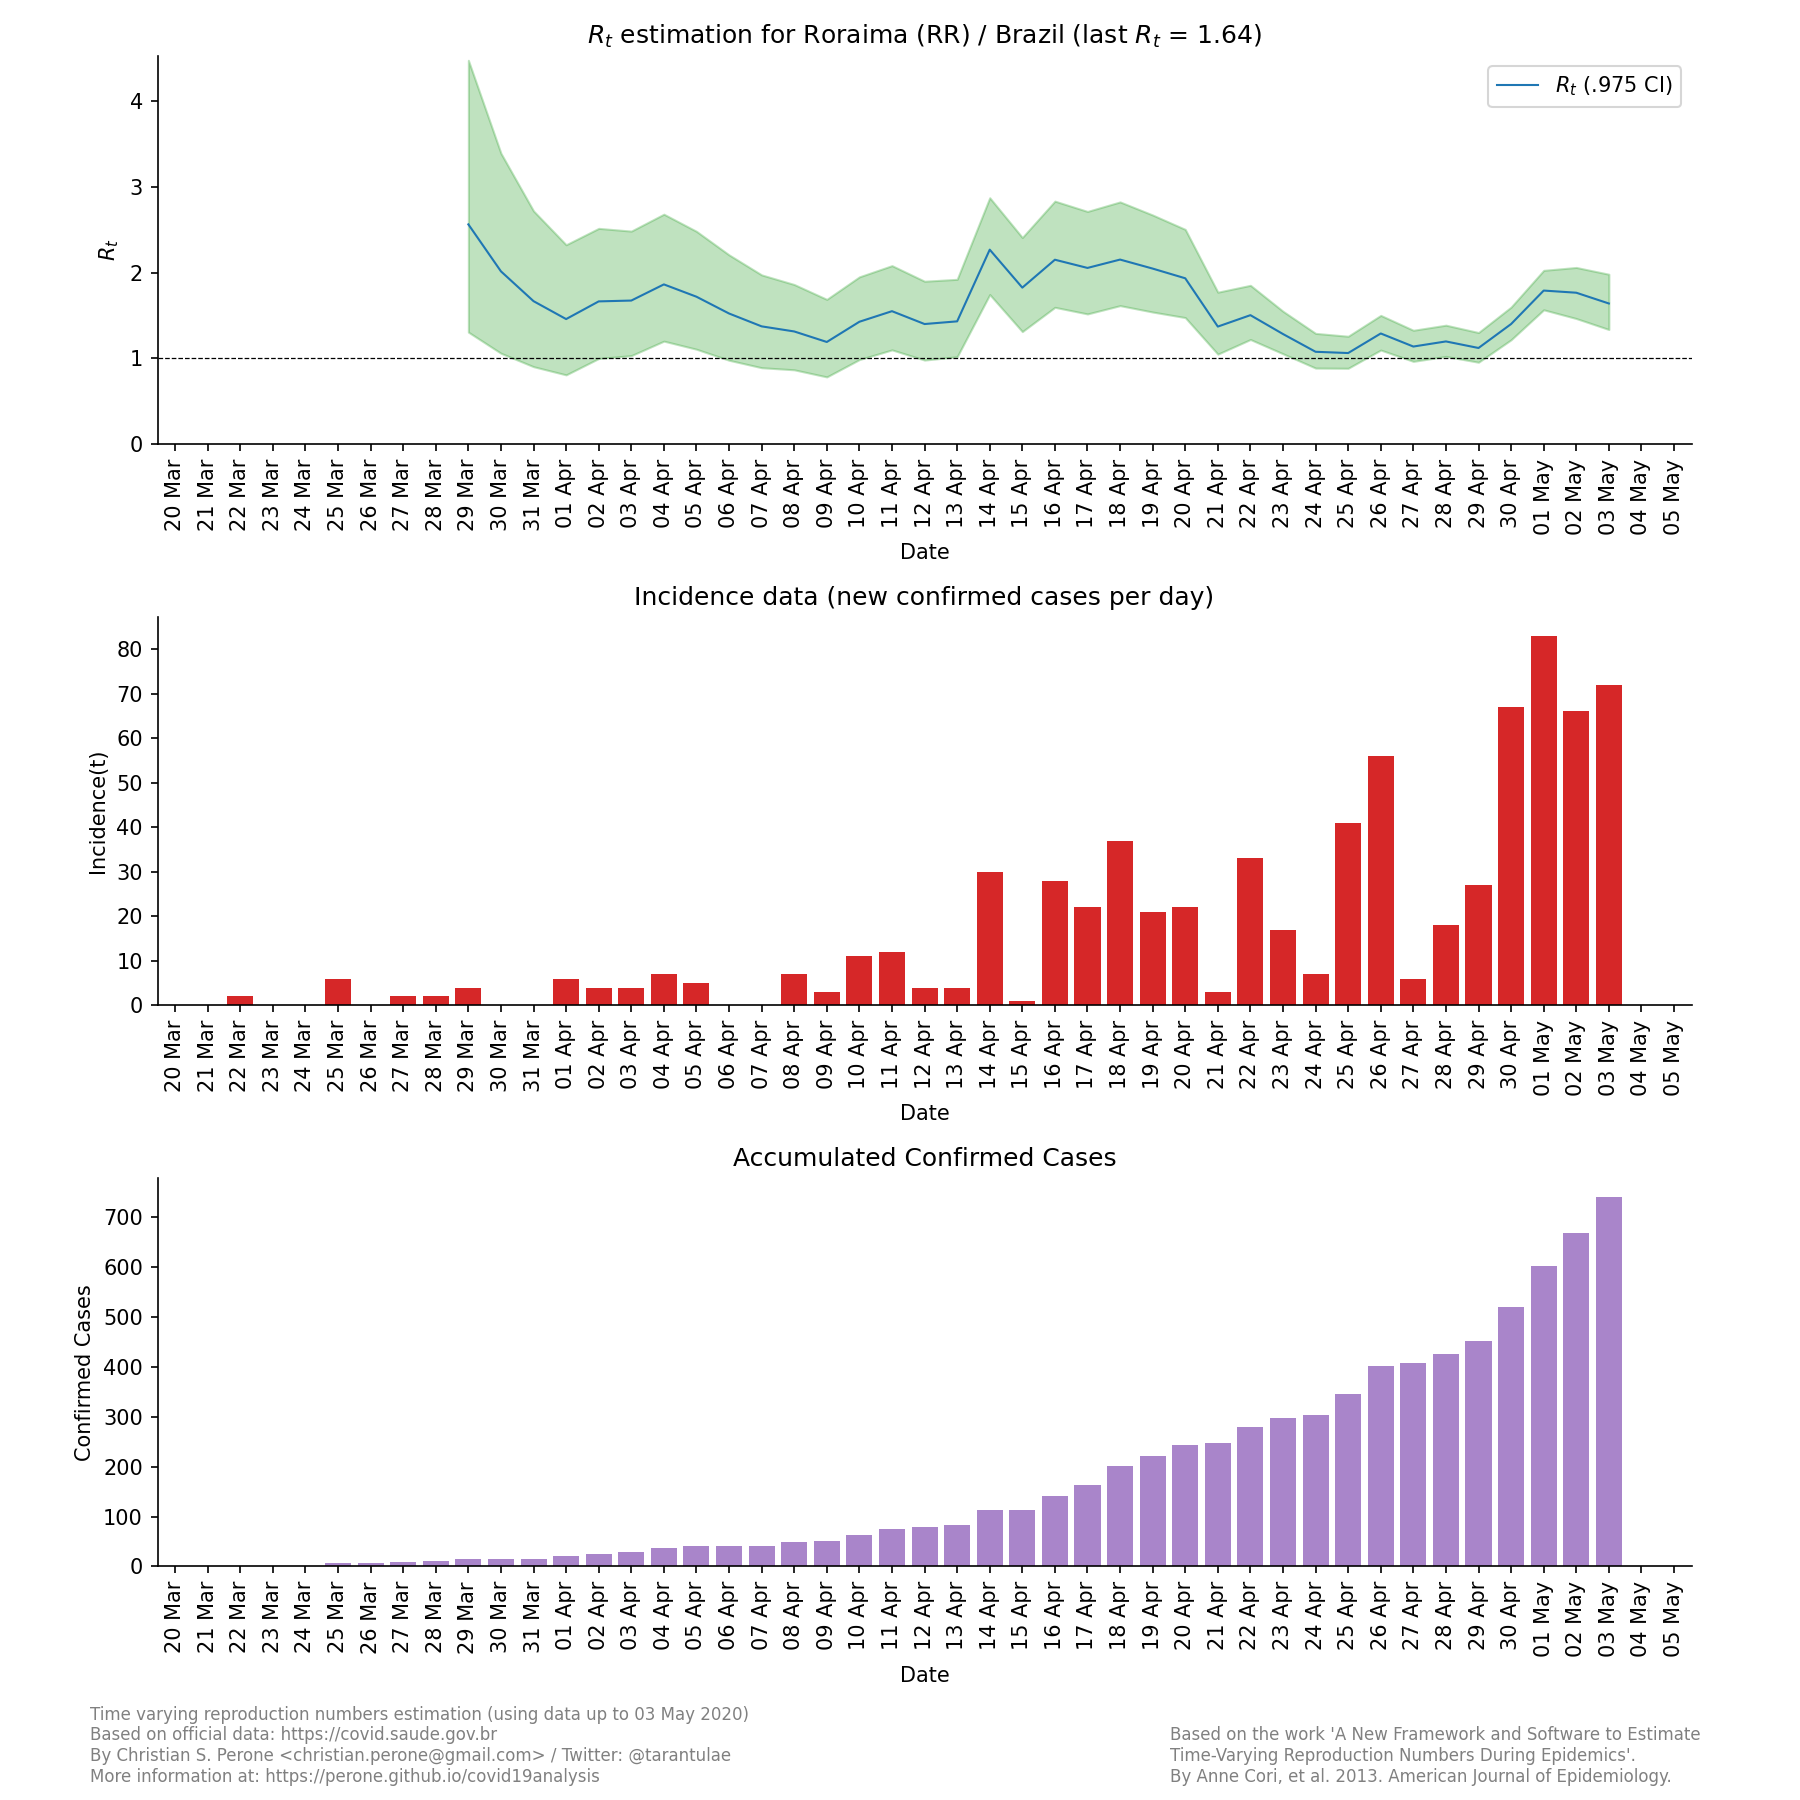 Rt estimation for Roraima (RR) / Brazil (last Rt = 1.64)
Rt (.975 CI)
Rt
4
3
2
1
0
20 Mar 21 Mar 22 Mar 23 Mar 24 Mar 25 Mar 26 Mar 27 Mar 28 Mar 29 Mar 30 Mar 31 Mar 01 Apr 02 Apr 03 Apr 04 Apr 05 Apr 06 Apr 07 Apr 08 Apr 09 Apr 10 Apr 11 Apr 12 Apr 13 Apr 14 Apr 15 Apr 16 Apr 17 Apr 18 Apr 19 Apr 20 Apr 21 Apr 22 Apr 23 Apr 24 Apr 25 Apr 26 Apr 27 Apr 28 Apr 29 Apr 30 Apr 01 May 02 May 03 May 04 May 05 May
Date
Incidence data (new confirmed cases per day)
Incidence(t)
80
70
60
50
40
30
20
10
0
20 Mar 21 Mar 22 Mar 23 Mar 24 Mar 25 Mar 26 Mar 27 Mar 28 Mar 29 Mar 30 Mar 31 Mar 01 Apr 02 Apr 03 Apr 04 Apr 05 Apr 06 Apr 07 Apr 08 Apr 09 Apr 10 Apr 11 Apr 12 Apr 13 Apr 14 Apr 15 Apr 16 Apr 17 Apr 18 Apr 19 Apr 20 Apr 21 Apr 22 Apr 23 Apr 24 Apr 25 Apr 26 Apr 27 Apr 28 Apr 29 Apr 30 Apr 01 May 02 May 03 May 04 May 05 May
Date
Accumulated Confirmed Cases
Confirmed Cases
700
600
500
400
300
200
100
0
20 Mar 21 Mar 22 Mar 23 Mar 24 Mar 25 Mar 26 Mar 27 Mar 28 Mar 29 Mar 30 Mar 31 Mar 01 Apr 02 Apr 03 Apr 04 Apr 05 Apr 06 Apr 07 Apr 08 Apr 09 Apr 10 Apr 11 Apr 12 Apr 13 Apr 14 Apr 15 Apr 16 Apr 17 Apr 18 Apr 19 Apr 20 Apr 21 Apr 22 Apr 23 Apr 24 Apr 25 Apr 26 Apr 27 Apr 28 Apr 29 Apr 30 Apr 01 May 02 May 03 May 04 May 05 May
Date
Time varying reproduction numbers estimation (using data up to 03 May 2020)
Based on official data: https://covid.saude.gov.br
By Christian S. Perone <christian.perone@gmail.com> / Twitter: @tarantulae
More information at: https://perone.github.io/covid19analysis
Based on the work 'A New Framework and Software to Estimate
Time-Varying Reproduction Numbers During Epidemics'.
By Anne Cori, et al. 2013. American Journal of Epidemiology.